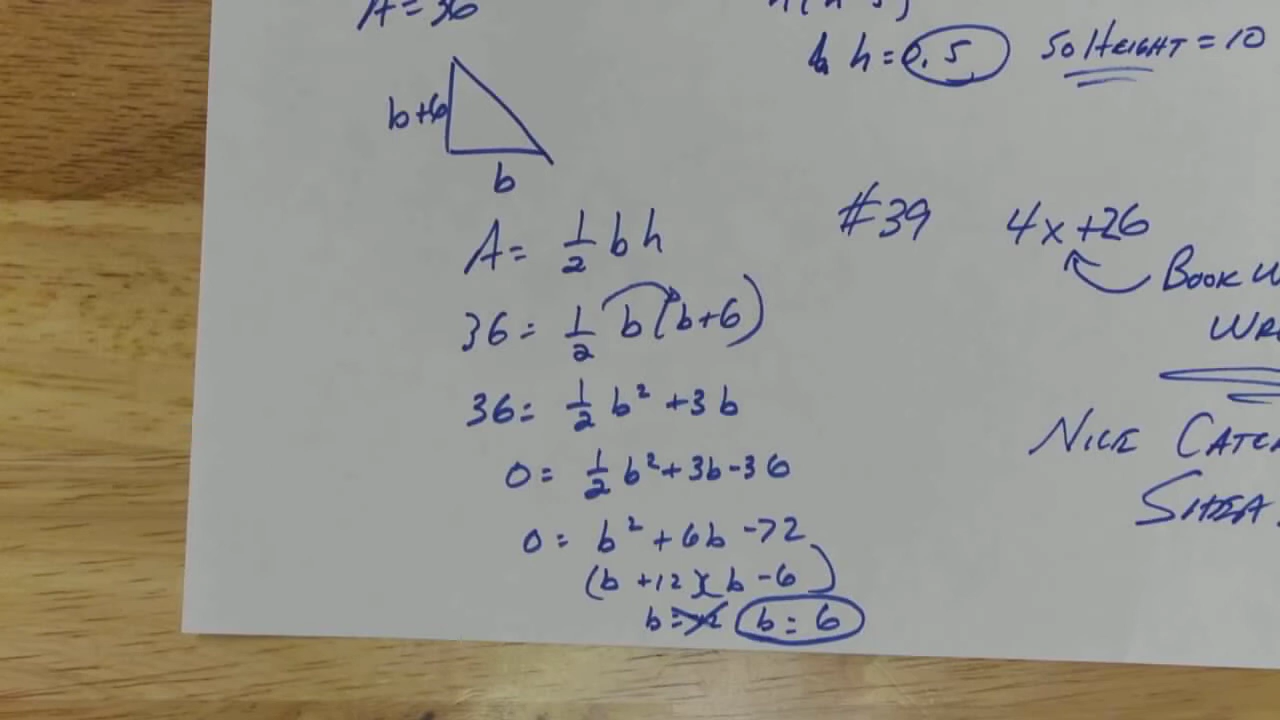 A = 36
b+6
b
A = 1/2 b h
36 = 1/2 b(b+6)
36 = 1/2 b² + 3b
0 = 1/2 b² + 3b - 36
0 = b² + 6b - 72
(b + 12)(b - 6)
b = b = 6
h = 0, 5 SO HEIGHT = 10
#39 4x + 26
BOOK
NICE